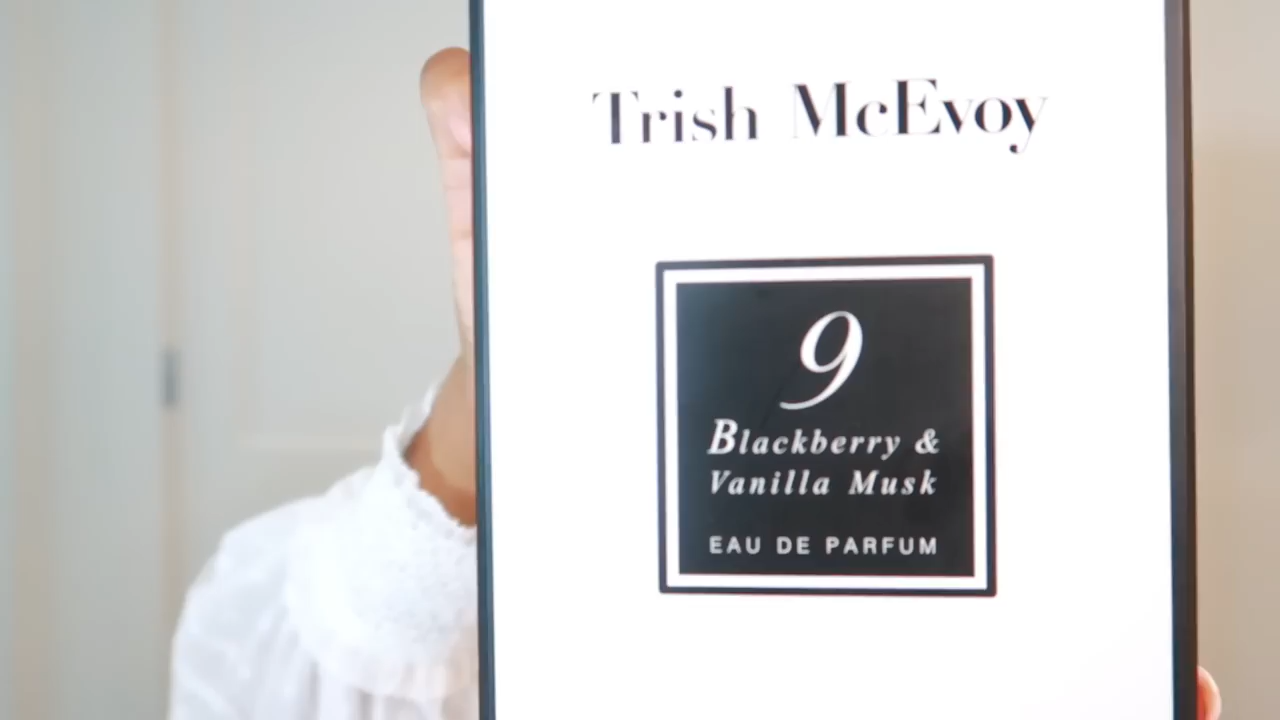 Trish McEvoy
9
Blackberry &
Vanilla Musk
EAU DE PARFUM